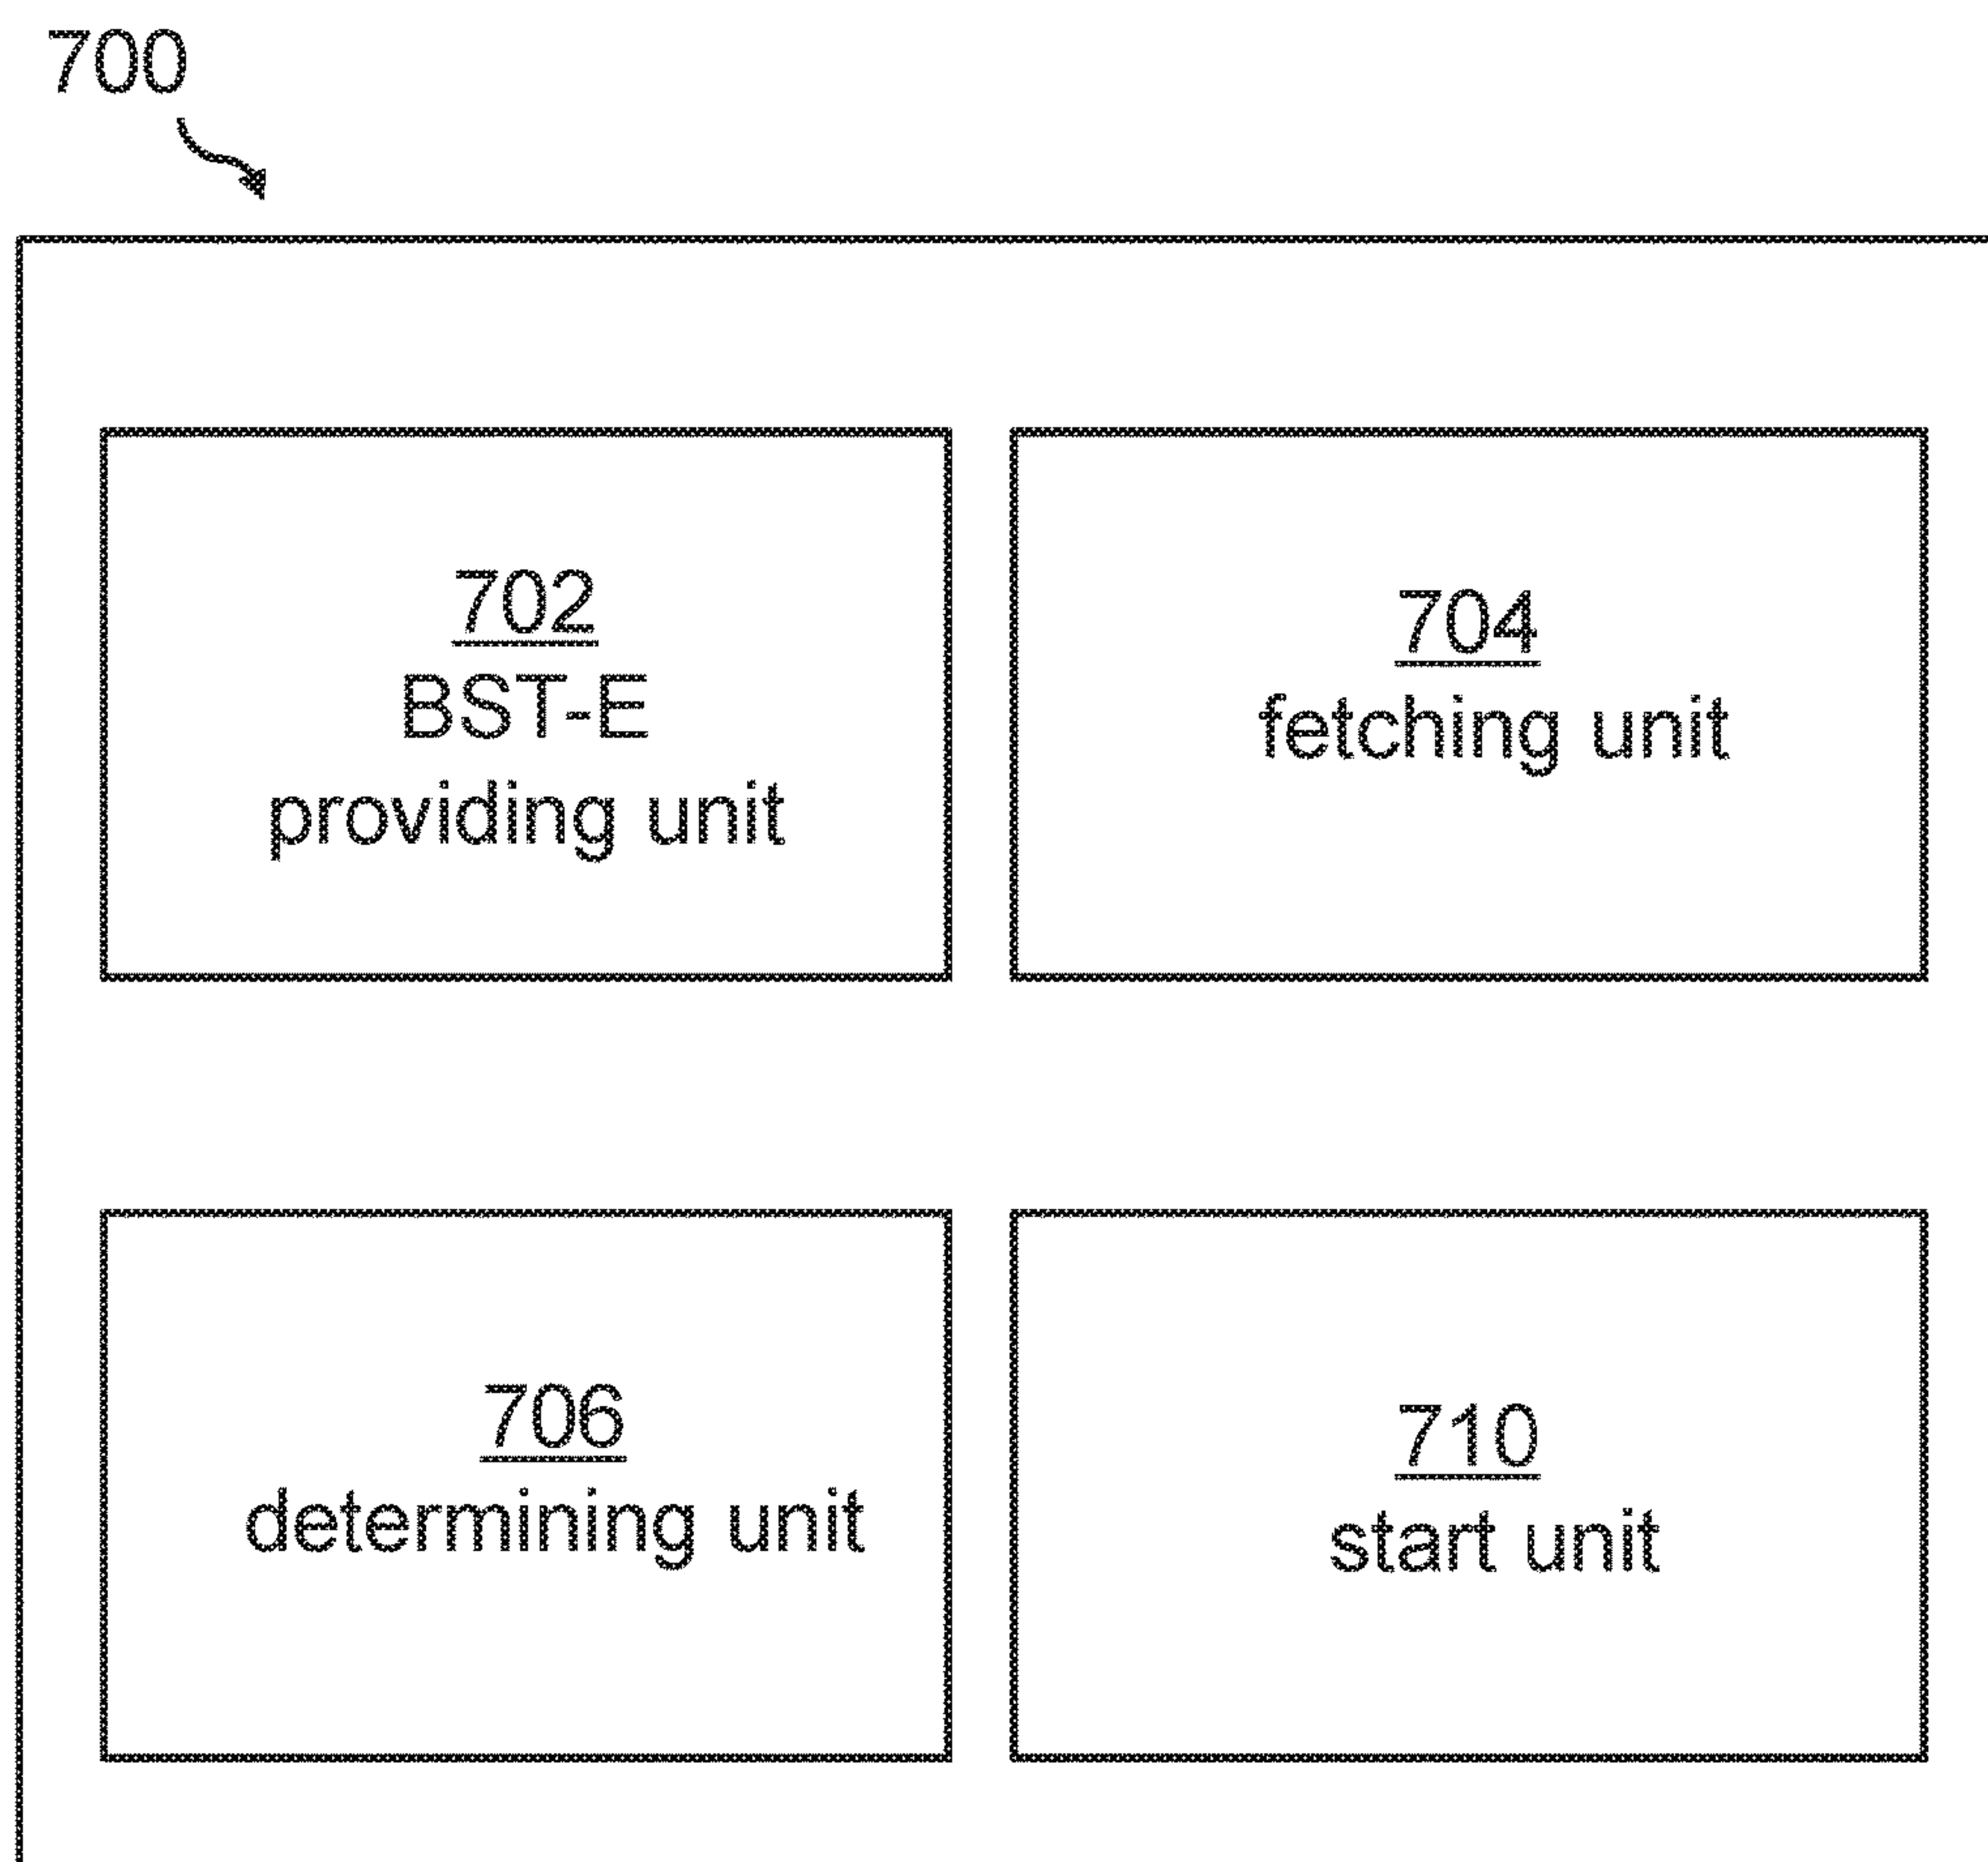 700
702
BST-E
providing unit
704
fetching unit
706
determining unit
710
start unit